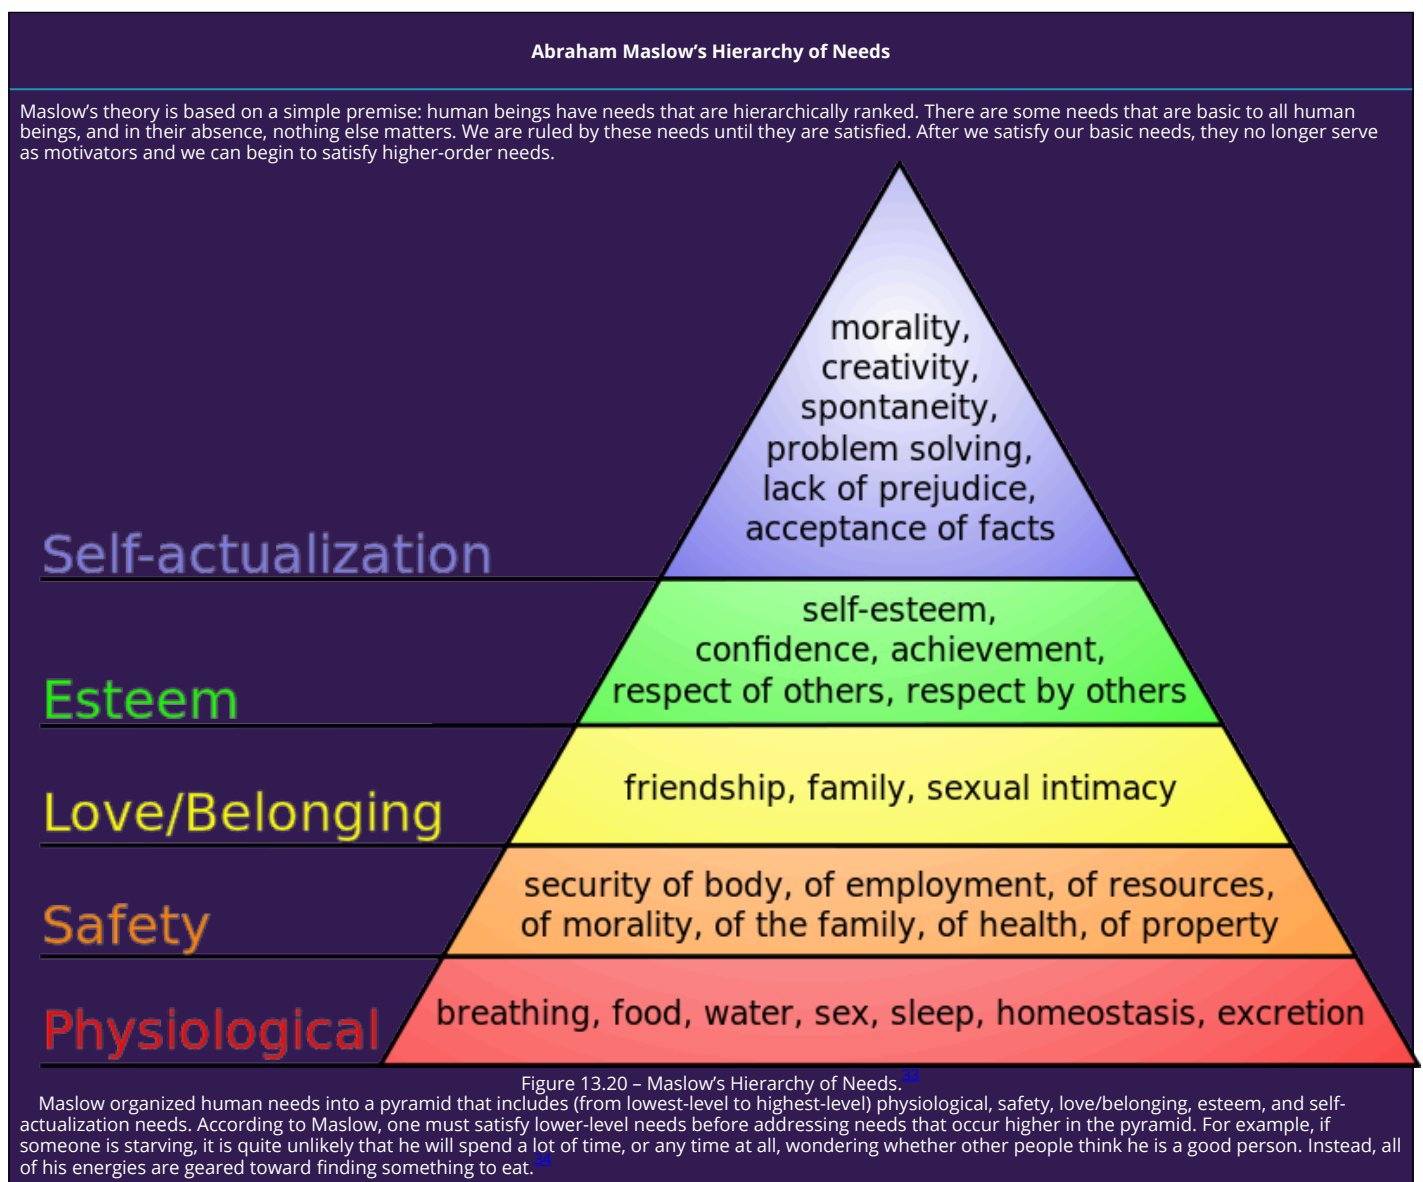 Abraham Maslow’s Hierarchy of Needs
Maslow’s theory is based on a simple premise: human beings have needs that are hierarchically ranked. There are some needs that are basic to all human
beings, and in their absence, nothing else matters. We are ruled by these needs until they are satisfied. After we satisfy our basic needs, they no longer serve
as motivators and we can begin to satisfy higher-order needs.
morality,
creativity,
spontaneity,
problem solving,
lack of prejudice,
acceptance of facts
Self-actualization
self-esteem,
confidence, achievement,
respect of others, respect by others
Esteem
friendship, family, sexual intimacy
Love/Belonging
security of body, of employment, of resources,
of morality, of the family, of health, of property
Safety
breathing, food, water, sex, sleep, homeostasis, excretion
Physiological
Figure 13.20 – Maslow’s Hierarchy of Needs.33
Maslow organized human needs into a pyramid that includes (from lowest-level to highest-level) physiological, safety, love/belonging, esteem, and self-
actualization needs. According to Maslow, one must satisfy lower-level needs before addressing needs that occur higher in the pyramid. For example, if
someone is starving, it is quite unlikely that he will spend a lot of time, or any time at all, wondering whether other people think he is a good person. Instead, all
of his energies are geared toward finding something to eat.34